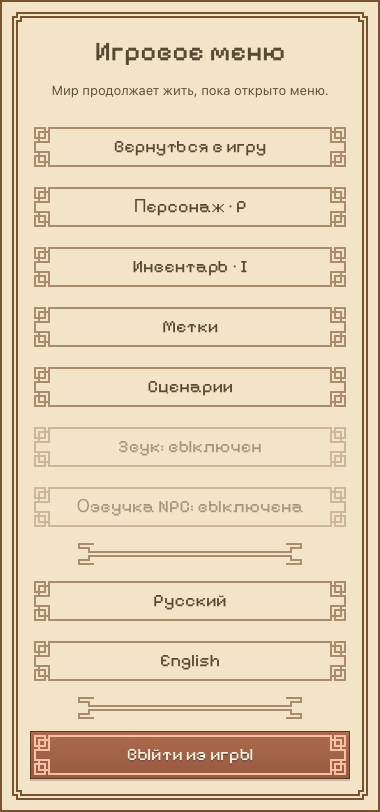 Игровое меню
Мир продолжает жить, пока открыто меню.
Вернуться в игру
Персонаж · P
Инвентарь · I
Метки
Сценарии
Звук: выключен
Озвучка NPC: выключена
Русский
English
Выйти из игры